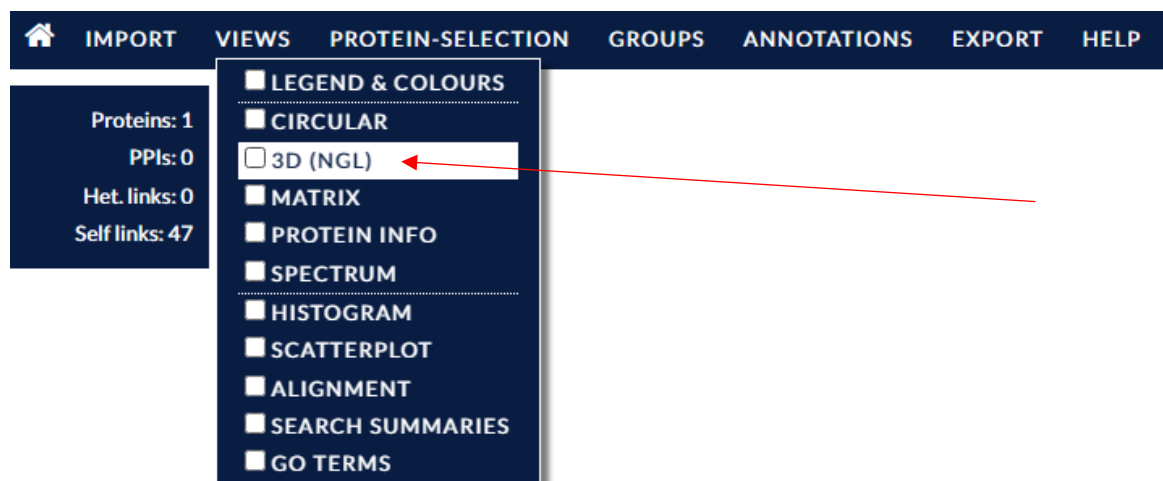 IMPORT VIEWS PROTEIN-SELECTION GROUPS ANNOTATIONS EXPORT HELP
Proteins: 1
PPIs: 0
Het. links: 0
Self links: 47
LEGEND & COLOURS
CIRCULAR
3D (NGL)
MATRIX
PROTEIN INFO
SPECTRUM
HISTOGRAM
SCATTERPLOT
ALIGNMENT
SEARCH SUMMARIES
GO TERMS